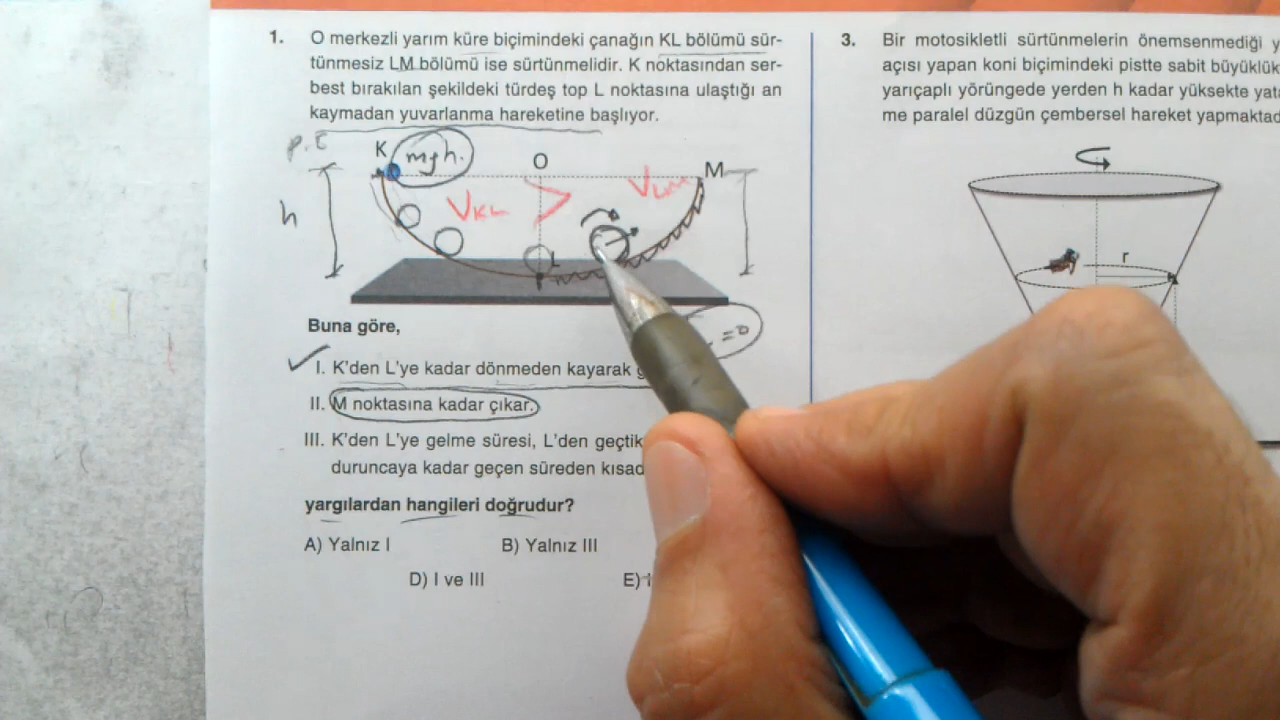 1. O merkezli yarım küre biçimindeki çanağın KL bölümü sür-
tünmesiz LM bölümü ise sürtünmelidir. K noktasından ser-
best bırakılan şekildeki türdeş top L noktasına ulaştığı an
kaymadan yuvarlanma hareketine başlıyor.
P.E
K
mgh.
O
M
h
VKL > VLM
L
=0
Buna göre,
I. K'den L'ye kadar dönmeden kayarak
II. M noktasına kadar çıkar.
III. K'den L'ye gelme süresi, L'den geçtik
duruncaya kadar geçen süreden kısad
yargılardan hangileri doğrudur?
A) Yalnız I
B) Yalnız III
D) I ve III
E)
3. Bir motosikletli sürtünmelerin önemsenmediği y
açısı yapan koni biçimindeki pistte sabit büyüklük
yarıçaplı yörüngede yerden h kadar yüksekte yat
me paralel düzgün çembersel hareket yapmaktad
r